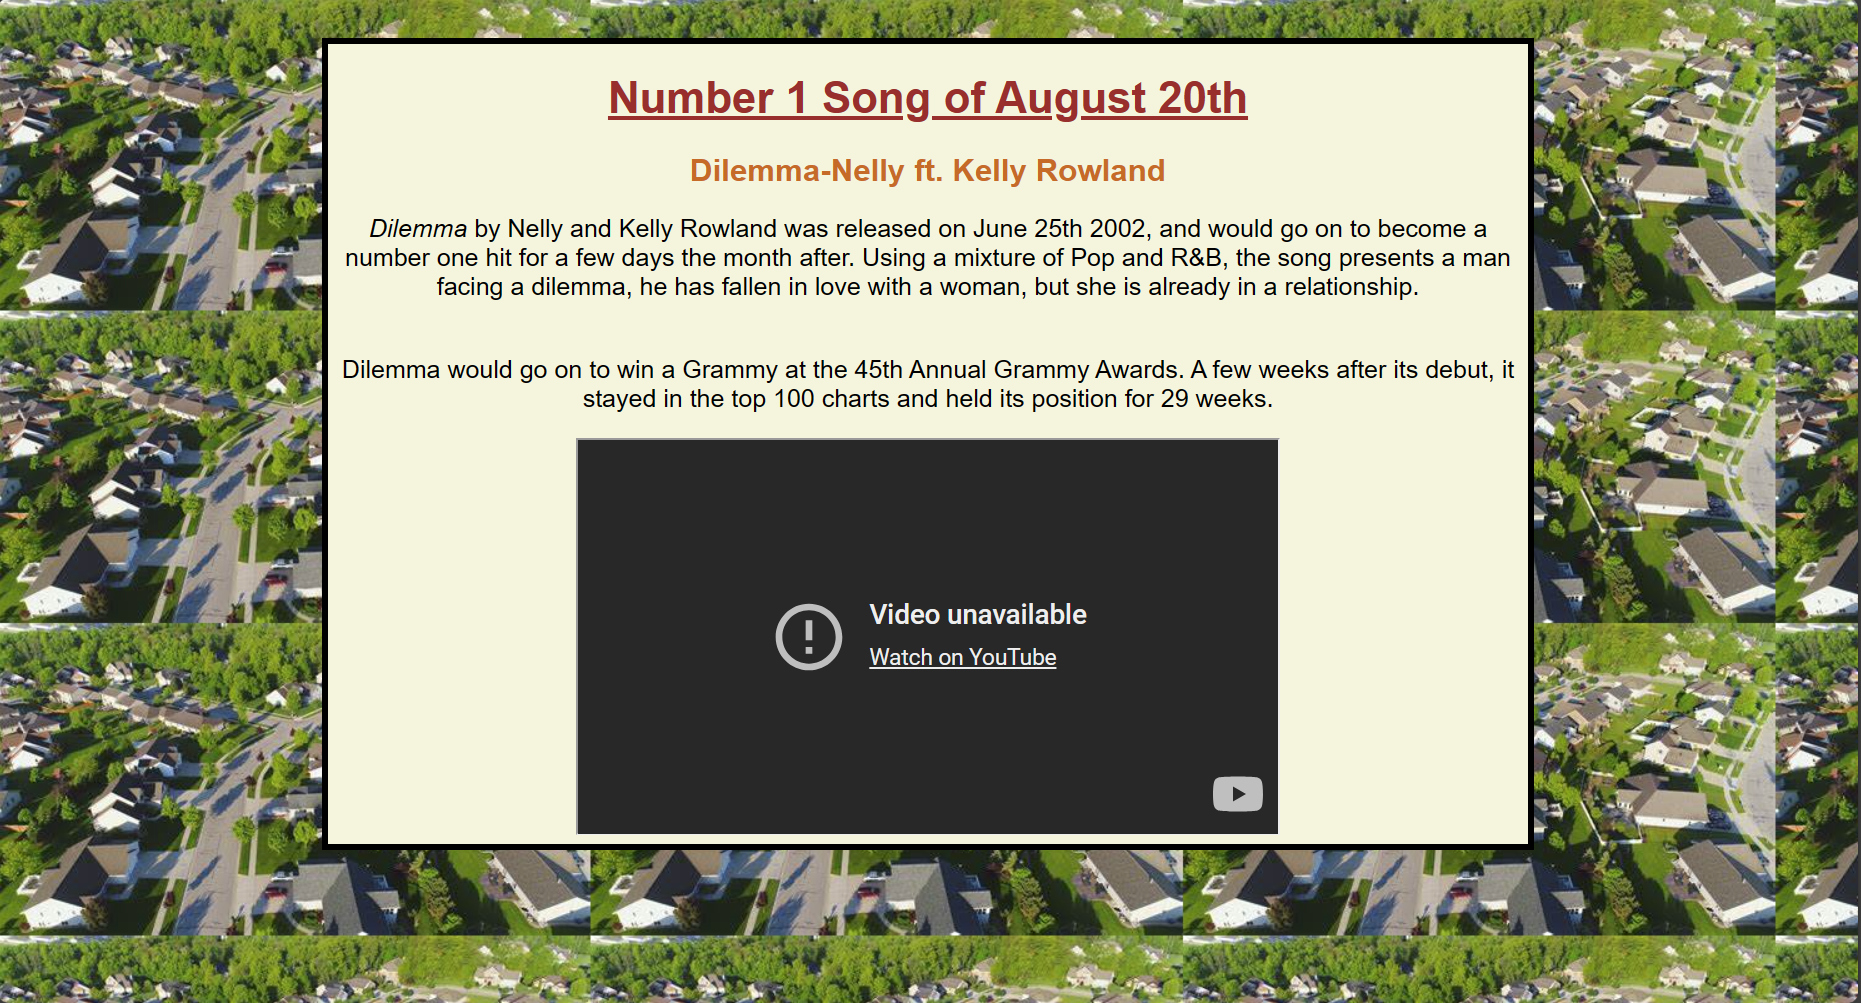 Number 1 Song of August 20th
Dilemma-Nelly ft. Kelly Rowland
Dilemma by Nelly and Kelly Rowland was released on June 25th 2002, and would go on to become a
number one hit for a few days the month after. Using a mixture of Pop and R&B, the song presents a man
facing a dilemma, he has fallen in love with a woman, but she is already in a relationship.
Dilemma would go on to win a Grammy at the 45th Annual Grammy Awards. A few weeks after its debut, it
stayed in the top 100 charts and held its position for 29 weeks.
Video unavailable
Watch on YouTube